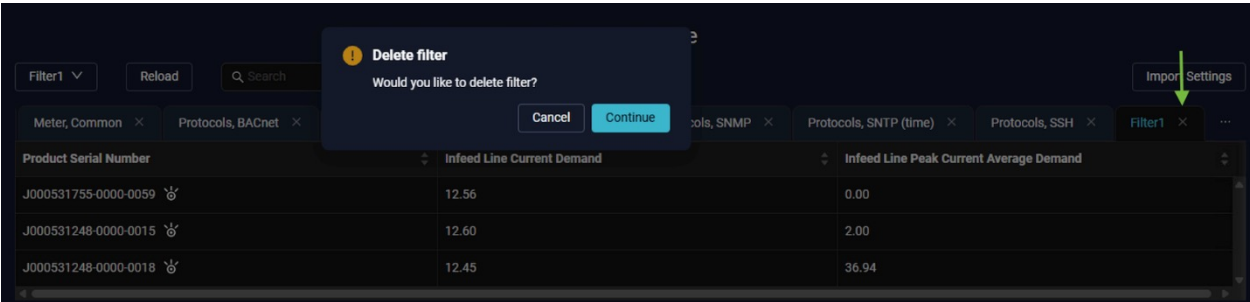 e
Delete filter
Would you like to delete filter?
Cancel Continue
Filter1 Reload Search Import Settings
Meter, Common Protocols, BACnet cols, SNMP Protocols, SNTP (time) Protocols, SSH Filter1 ...
Product Serial Number Infeed Line Current Demand Infeed Line Peak Current Average Demand
J000531755-0000-0059 12.56 0.00
J000531248-0000-0015 12.60 2.00
J000531248-0000-0018 12.45 36.94